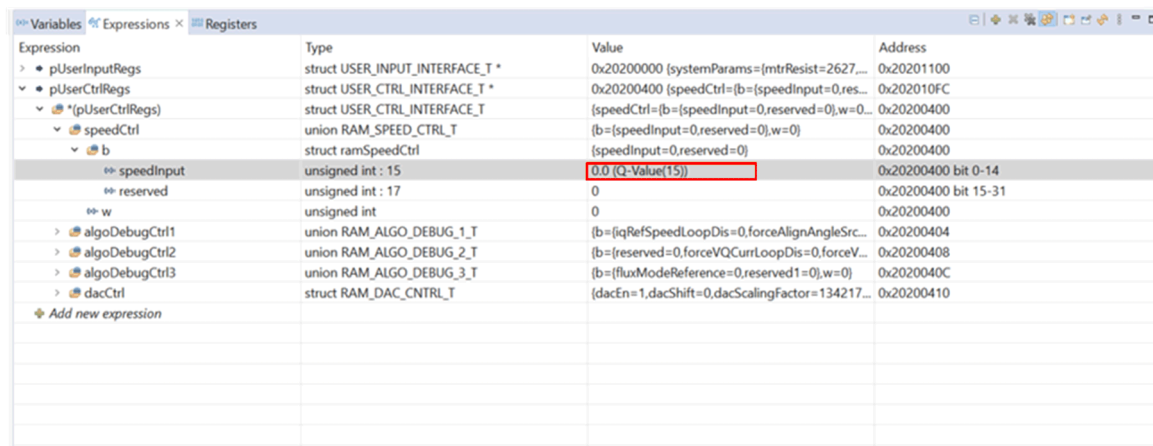 Variables Expressions × Registers
Expression Type Value Address
pUserInputRegs struct USER_INPUT_INTERFACE_T * 0x20200000 {systemParams={mtrResist=2627,... 0x20201100
pUserCtrlRegs struct USER_CTRL_INTERFACE_T * 0x20200400 {speedCtrl={b={speedInput=0,res... 0x202010FC
*(pUserCtrlRegs) struct USER_CTRL_INTERFACE_T {speedCtrl={b={speedInput=0,reserved=0},w=0... 0x20200400
speedCtrl union RAM_SPEED_CTRL_T {b={speedInput=0,reserved=0},w=0} 0x20200400
b struct ramSpeedCtrl {speedInput=0,reserved=0} 0x20200400
speedInput unsigned int : 15 0.0 (Q-Value(15)) 0x20200400 bit 0-14
reserved unsigned int : 17 0 0x20200400 bit 15-31
w unsigned int 0 0x20200400
algoDebugCtrl1 union RAM_ALGO_DEBUG_1_T {b={iqRefSpeedLoopDis=0,forceAlignAngleSrc... 0x20200404
algoDebugCtrl2 union RAM_ALGO_DEBUG_2_T {b={reserved=0,forceVQCurrLoopDis=0,forceV... 0x20200408
algoDebugCtrl3 union RAM_ALGO_DEBUG_3_T {b={fluxModeReference=0,reserved1=0},w=0} 0x2020040C
dacCtrl struct RAM_DAC_CNTRL_T {dacEn=1,dacShift=0,dacScalingFactor=134217... 0x20200410
Add new expression